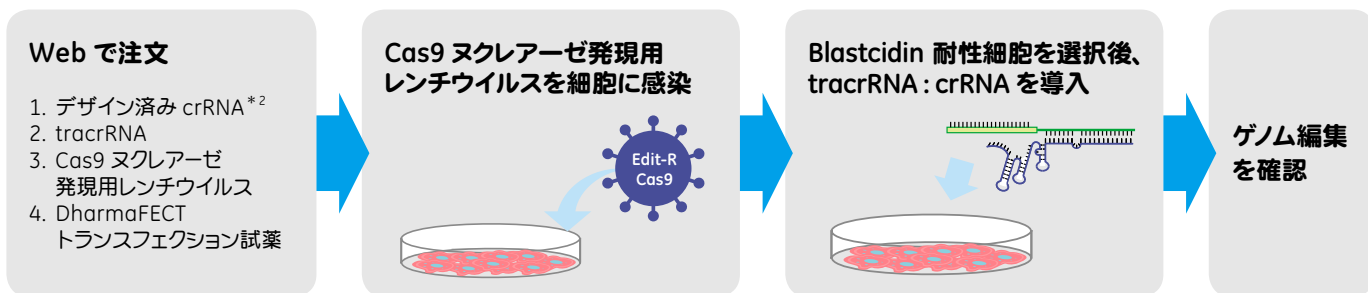 Web で注文
1. デザイン済み crRNA*2
2. tracrRNA
3. Cas9 ヌクレアーゼ
発現用レンチウイルス
4. DharmaFECT
トランスフェクション試薬
Cas9 ヌクレアーゼ発現用
レンチウイルスを細胞に感染
Edit-R
Cas9
Blastcidin 耐性細胞を選択後、
tracrRNA : crRNA を導入
ゲノム編集
を確認